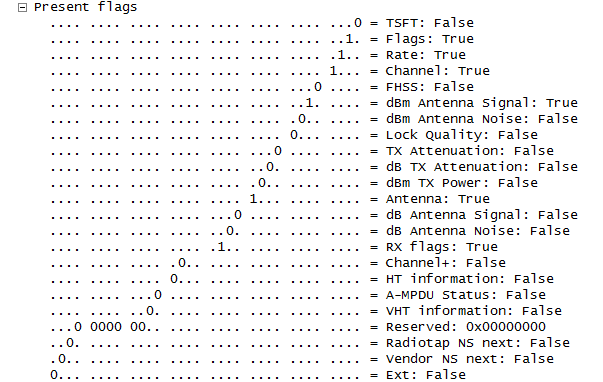 Present flags
.... .... .... .... .... .... .... ...0 = TSFT: False
.... .... .... .... .... .... .... ..1. = Flags: True
.... .... .... .... .... .... .... .1.. = Rate: True
.... .... .... .... .... .... .... 1... = Channel: True
.... .... .... .... .... .... ...0 .... = FHSS: False
.... .... .... .... .... .... ..1. .... = dBm Antenna Signal: True
.... .... .... .... .... .... .0.. .... = dBm Antenna Noise: False
.... .... .... .... .... .... 0... .... = Lock Quality: False
.... .... .... .... .... ...0 .... .... = TX Attenuation: False
.... .... .... .... .... ..0. .... .... = dB TX Attenuation: False
.... .... .... .... .... .0.. .... .... = dBm TX Power: False
.... .... .... .... .... 1... .... .... = Antenna: True
.... .... .... .... ...0 .... .... .... = dB Antenna Signal: False
.... .... .... .... ..0. .... .... .... = dB Antenna Noise: False
.... .... .... .... .1.. .... .... .... = RX flags: True
.... .... .... .0.. .... .... .... .... = Channel+: False
.... .... .... 0... .... .... .... .... = HT information: False
.... .... ...0 .... .... .... .... .... = A-MPDU Status: False
.... .... ..0. .... .... .... .... .... = VHT information: False
...0 0000 00.. .... .... .... .... .... = Reserved: 0x00000000
..0. .... .... .... .... .... .... .... = Radiotap NS next: False
.0.. .... .... .... .... .... .... .... = Vendor NS next: False
0... .... .... .... .... .... .... .... = Ext: False